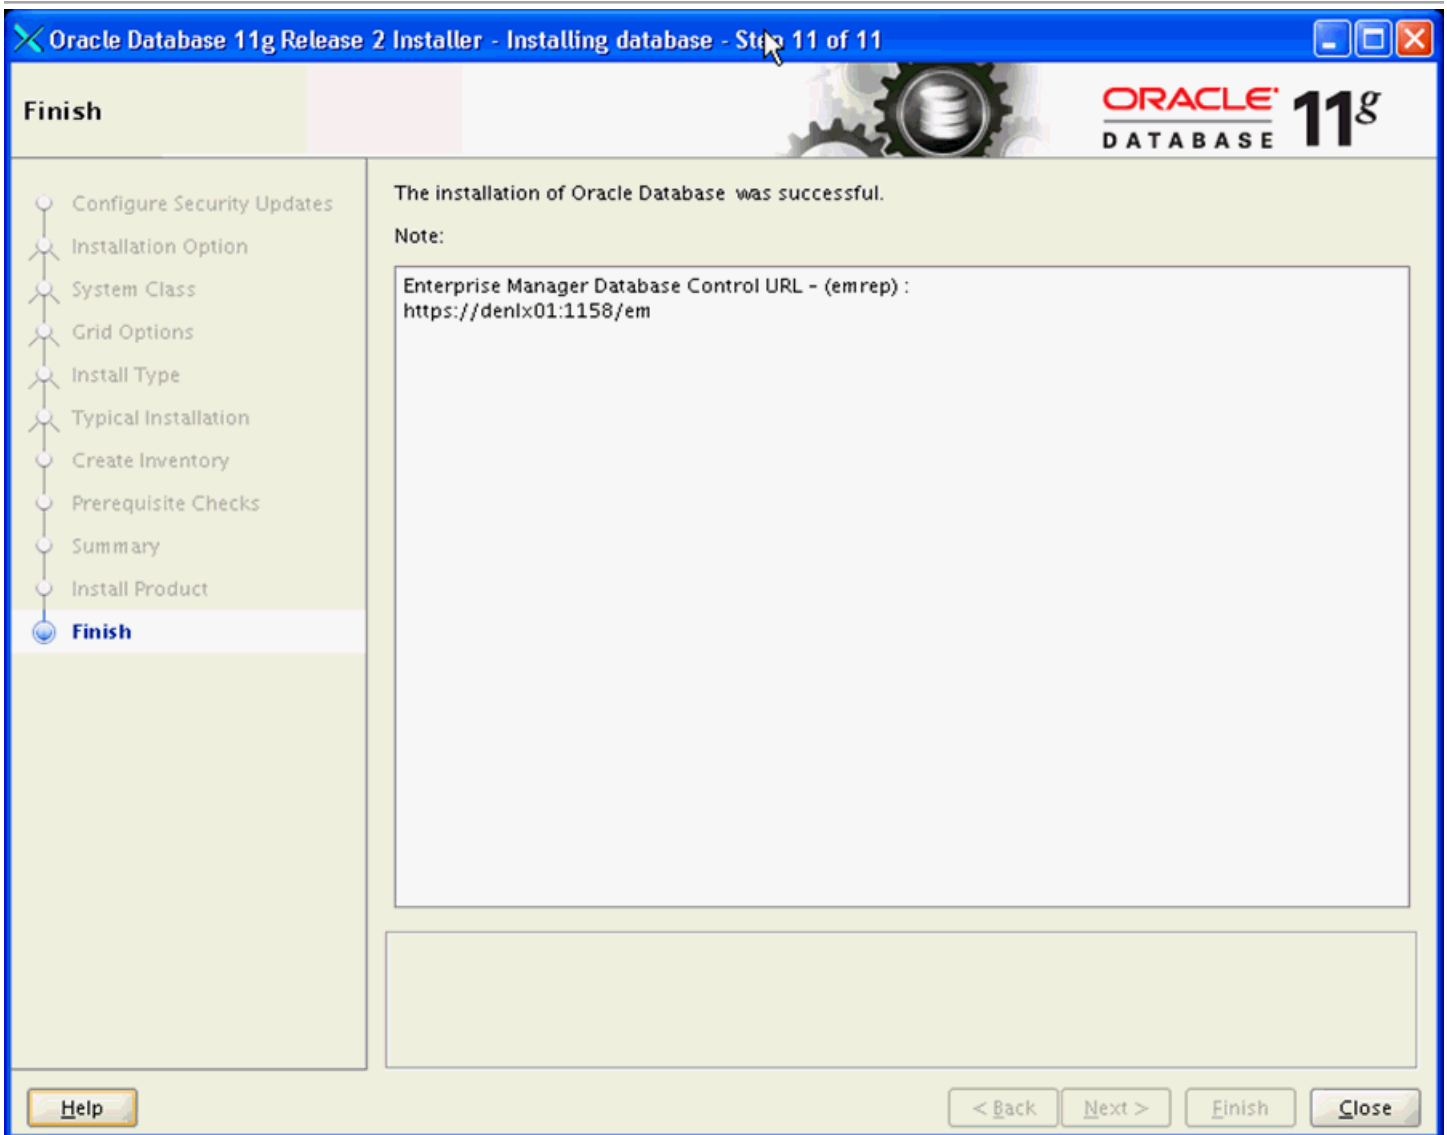 Oracle Database 11g Release 2 Installer - Installing database - Step 11 of 11
Finish
ORACLE DATABASE 11g
Configure Security Updates
Installation Option
System Class
Grid Options
Install Type
Typical Installation
Create Inventory
Prerequisite Checks
Summary
Install Product
Finish
The installation of Oracle Database was successful.
Note:
Enterprise Manager Database Control URL - (emrep) :
https://denlx01:1158/em
Help
< Back
Next >
Finish
Close